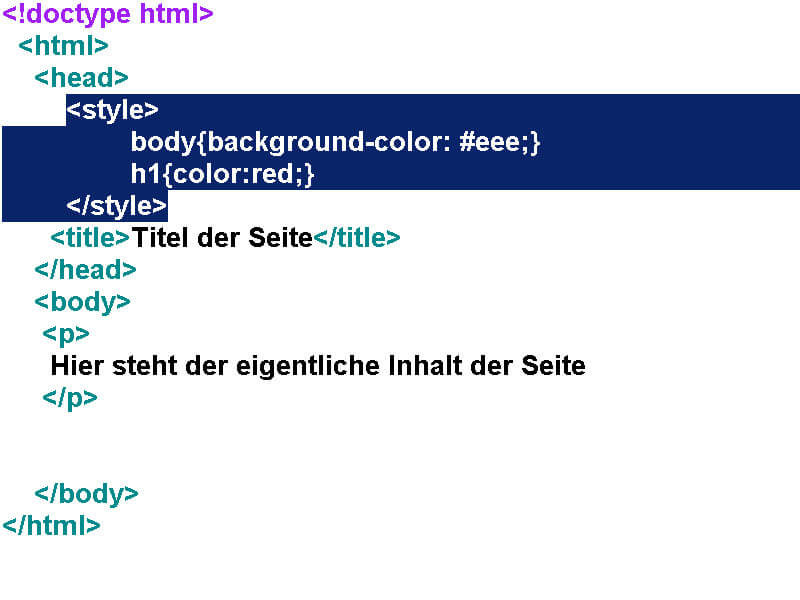 <!doctype html>
<html>
<head>
<style>
body{background-color: #eee;}
h1{color:red;}
</style>
<title>Titel der Seite</title>
</head>
<body>
<p>
Hier steht der eigentliche Inhalt der Seite
</p>
</body>
</html>